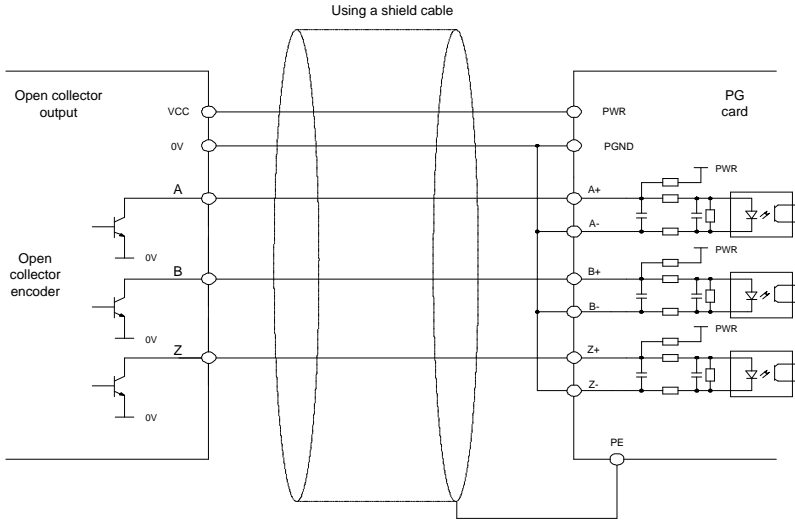 Using a shield cable
Open collector
output
VCC
PWR
PG
card
0V
PGND
PWR
A
A+
A-
0V
Open
collector
encoder
PWR
B
B+
B-
0V
PWR
Z
Z+
Z-
0V
PE